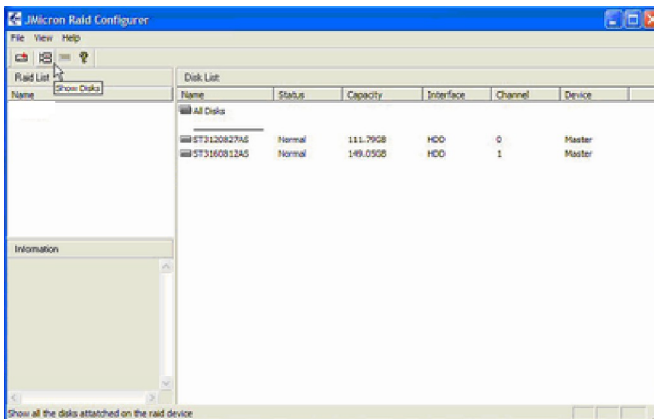 JMicron Raid Configurer
File View Help
Raid List
Show Disks
Name
Disk List
Name Status Capacity Interface Channel Device
All Disks
ST3120827AS Normal 111.79GB HDD 0 Master
ST3160812AS Normal 149.05GB HDD 1 Master
Information
Show all the disks attatched on the raid device